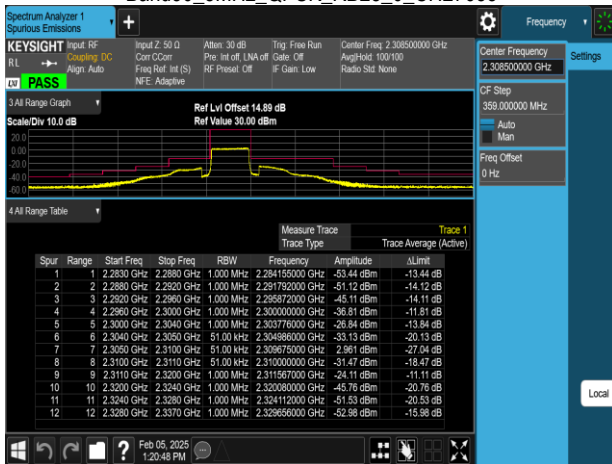 Spectrum Analyzer 1
Spurious Emissions
Frequency
KEYSIGHT Input: RF Input Z: 50 Ω Atten: 30 dB Trig: Free Run Center Freq: 2.308500000 GHz
RL Coupling: DC Corr CCorr Pre: Int off, LNA off Gate: Off Avg|Hold: 100/100
Align: Auto Freq Ref: Int (S) RF Preset: Off IF Gain: Low Radio Std: None
LXI PASS NFE: Adaptive
Center Frequency
2.308500000 GHz
Settings
CF Step
359.000000 MHz
Auto
Man
Freq Offset
0 Hz
3 All Range Graph
Ref Lvl Offset 14.89 dB
Scale/Div 10.0 dB Ref Value 30.00 dBm
20.0
0.00
-20.0
-40.0
-60.0
4 All Range Table
Measure Trace Trace 1
Trace Type Trace Average (Active)
Spur Range Start Freq Stop Freq RBW Frequency Amplitude ΔLimit
1 1 2.2830 GHz 2.2880 GHz 1.000 MHz 2.284155000 GHz -53.44 dBm -13.44 dB
2 2 2.2880 GHz 2.2920 GHz 1.000 MHz 2.291792000 GHz -51.12 dBm -14.12 dB
3 3 2.2920 GHz 2.2960 GHz 1.000 MHz 2.295872000 GHz -45.11 dBm -14.11 dB
4 4 2.2960 GHz 2.3000 GHz 1.000 MHz 2.300000000 GHz -36.81 dBm -11.81 dB
5 5 2.3000 GHz 2.3040 GHz 1.000 MHz 2.303776000 GHz -26.84 dBm -13.84 dB
6 6 2.3040 GHz 2.3050 GHz 51.00 kHz 2.304986000 GHz -33.13 dBm -20.13 dB
7 7 2.3050 GHz 2.3100 GHz 51.00 kHz 2.309675000 GHz 2.961 dBm -27.04 dB
8 8 2.3100 GHz 2.3110 GHz 51.00 kHz 2.310000000 GHz -31.47 dBm -18.47 dB
9 9 2.3110 GHz 2.3200 GHz 1.000 MHz 2.311567000 GHz -24.11 dBm -11.11 dB
10 10 2.3200 GHz 2.3240 GHz 1.000 MHz 2.320080000 GHz -45.76 dBm -20.76 dB
11 11 2.3240 GHz 2.3280 GHz 1.000 MHz 2.324112000 GHz -51.53 dBm -20.53 dB
12 12 2.3280 GHz 2.3370 GHz 1.000 MHz 2.329656000 GHz -52.98 dBm -15.98 dB
Local
Feb 05, 2025
1:20:48 PM